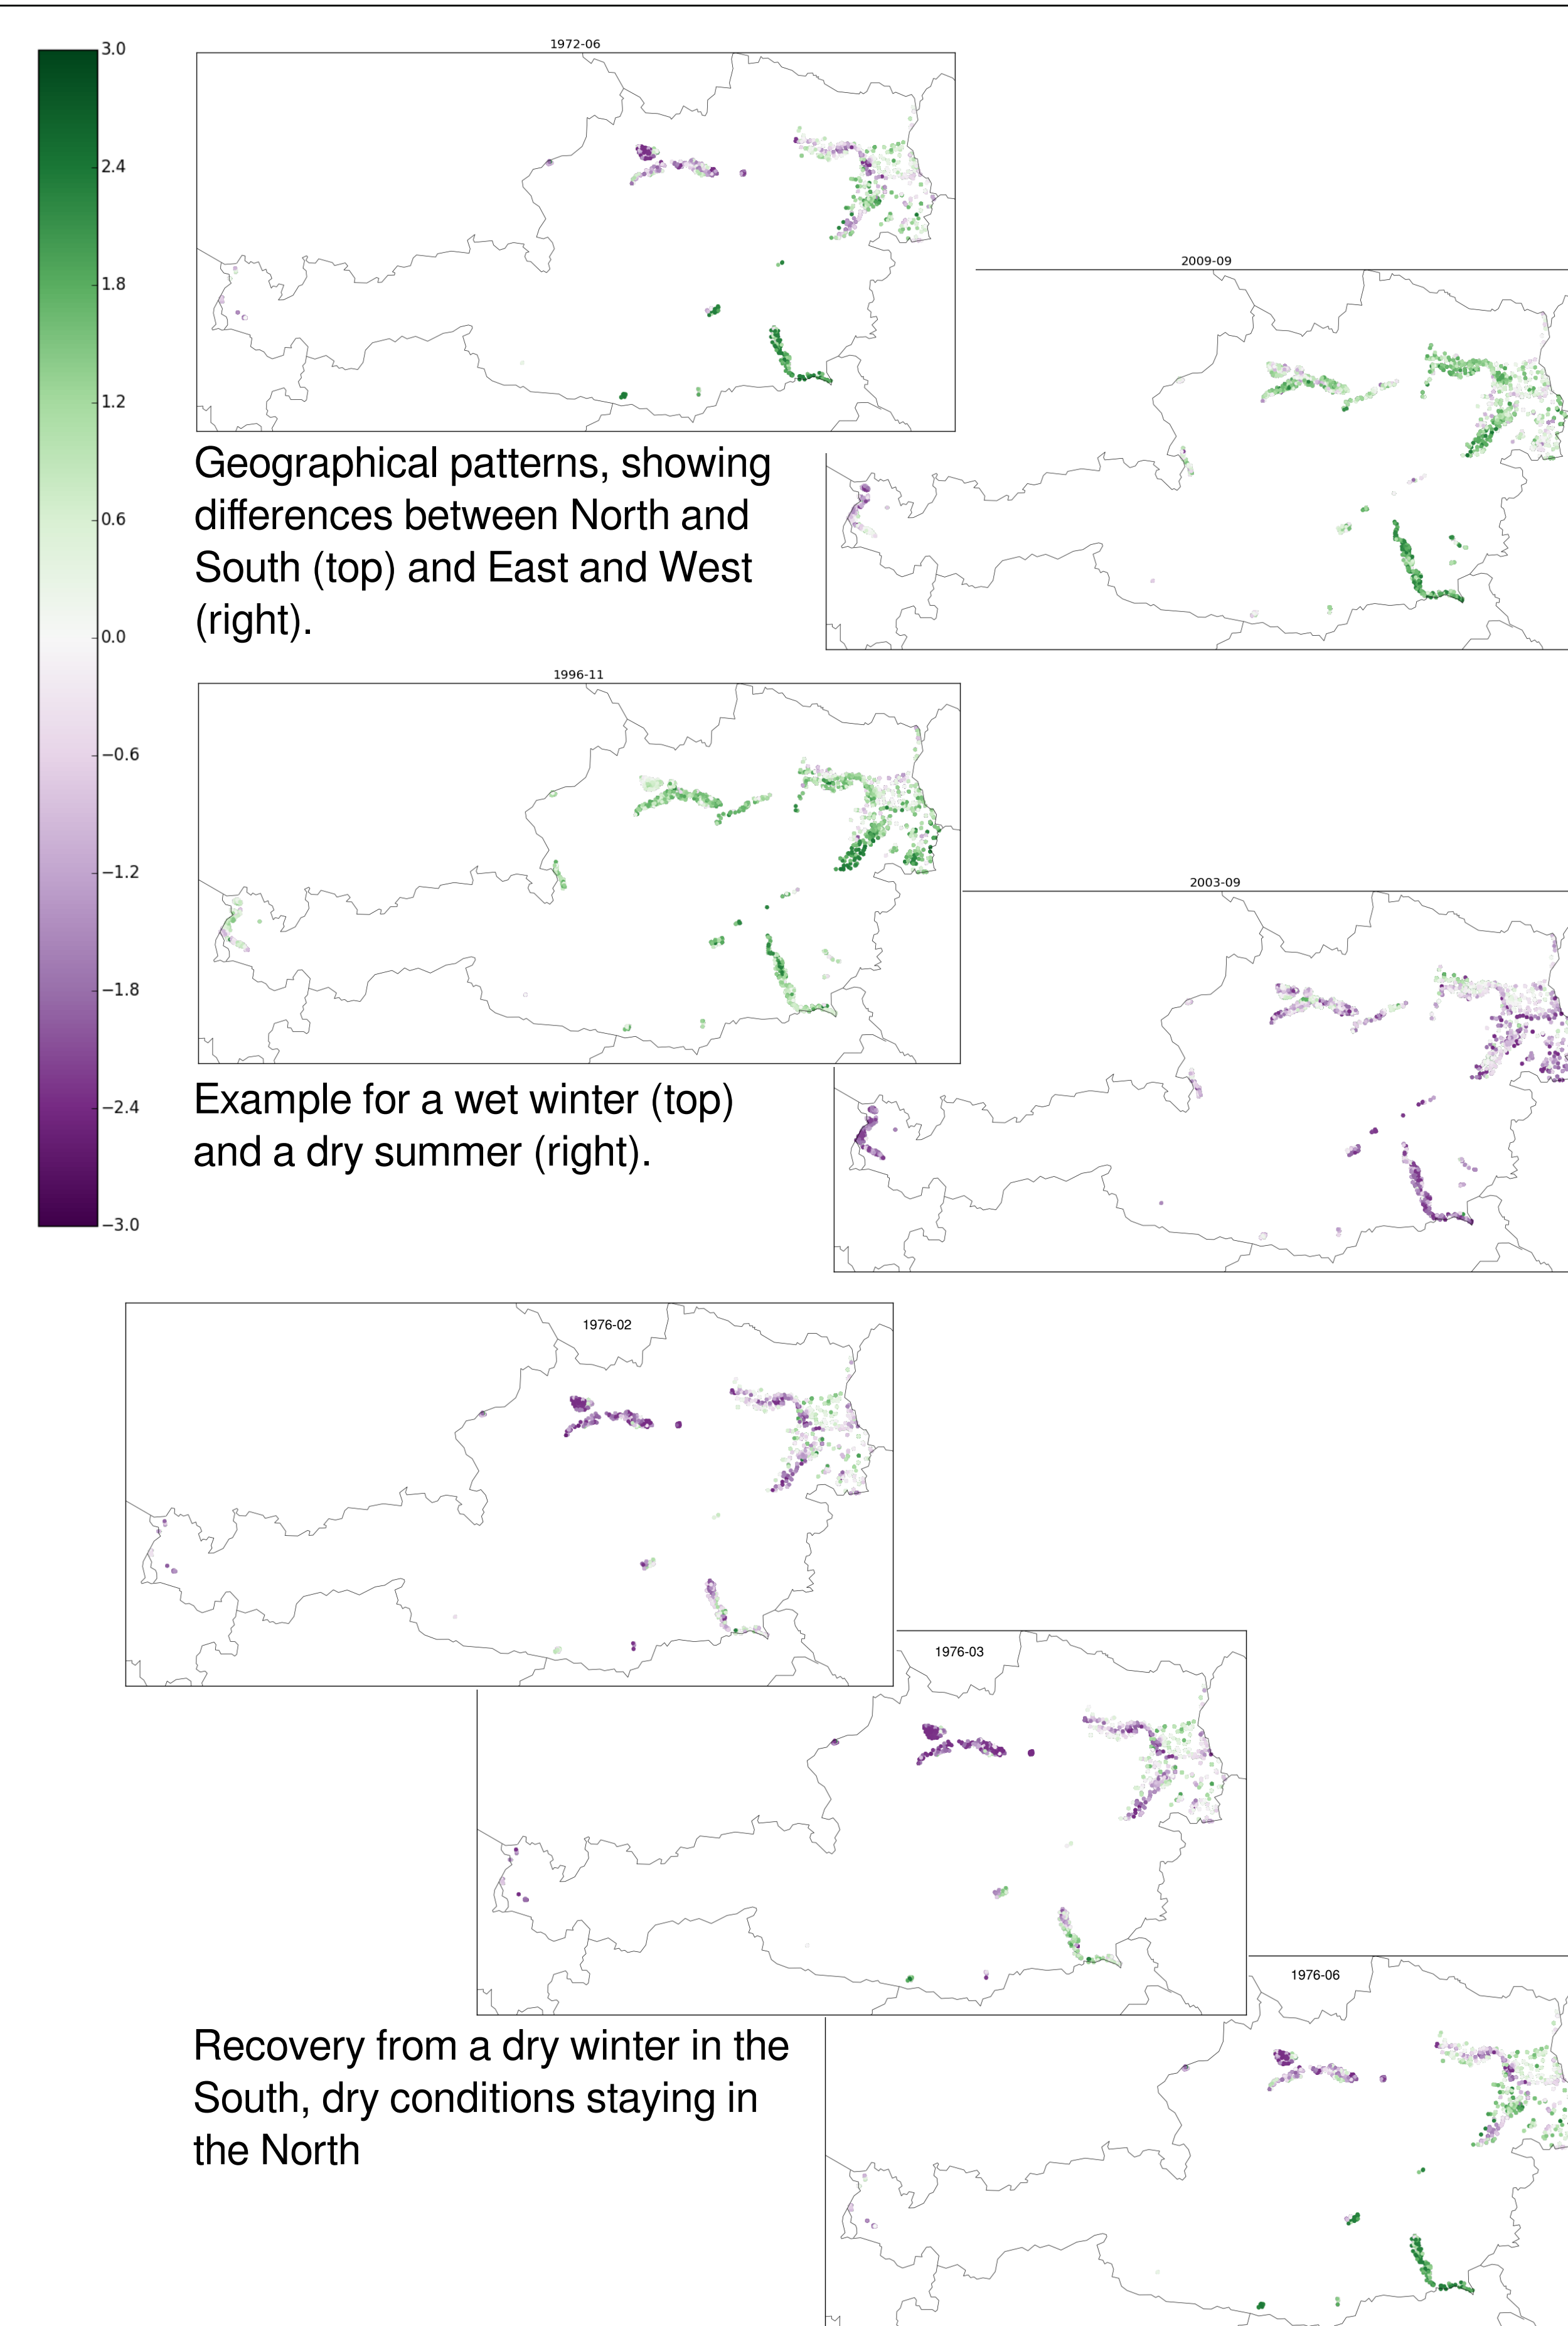 3.0
2.4
1.8
1.2
0.6
0.0
−0.6
−1.2
−1.8
−2.4
−3.0
1972-06
2009-09
Geographical patterns, showing
differences between North and
South (top) and East and West
(right).
1996-11
2003-09
Example for a wet winter (top)
and a dry summer (right).
1976-02
1976-03
1976-06
Recovery from a dry winter in the
South, dry conditions staying in
the North